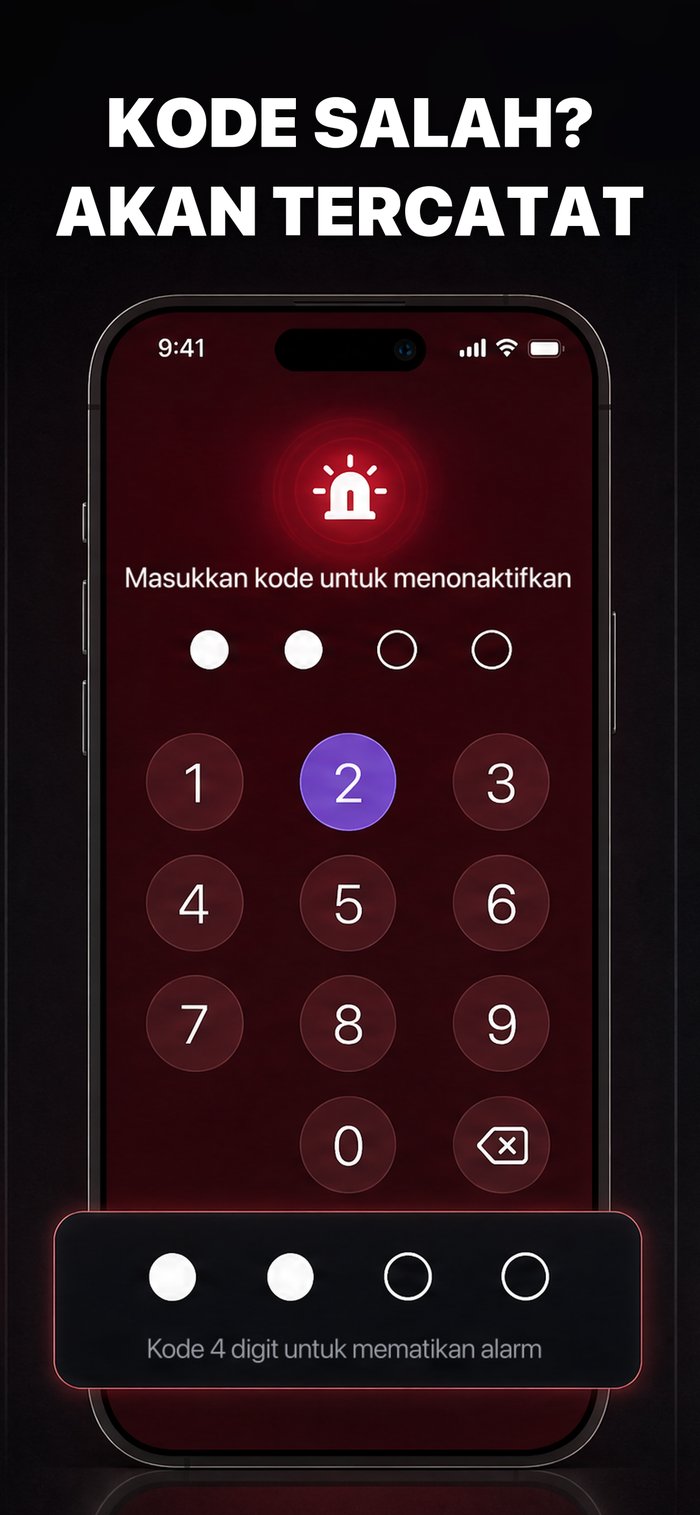 KODE SALAH?
AKAN TERCATAT
9:41
Masukkan kode untuk menonaktifkan
1 2 3
4 5 6
7 8 9
0
Kode 4 digit untuk mematikan alarm